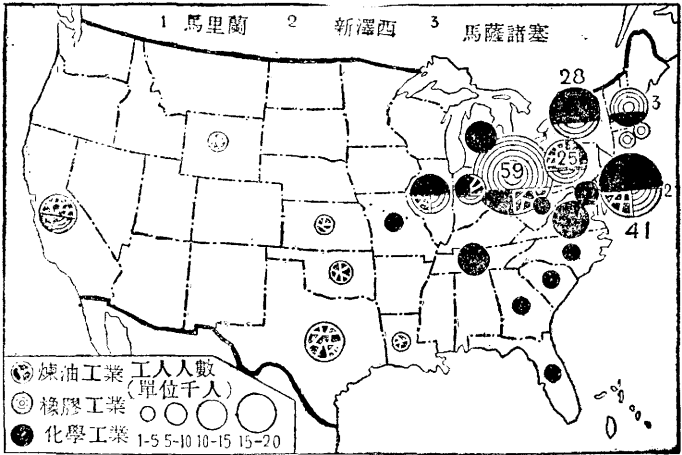 1 馬里蘭 2 新澤西 3 馬薩諸塞
28
3
59
25
2
41
煉油工業
橡膠工業
化學工業
工人人數
(單位千人)
1-5 5-10 10-15 15-20